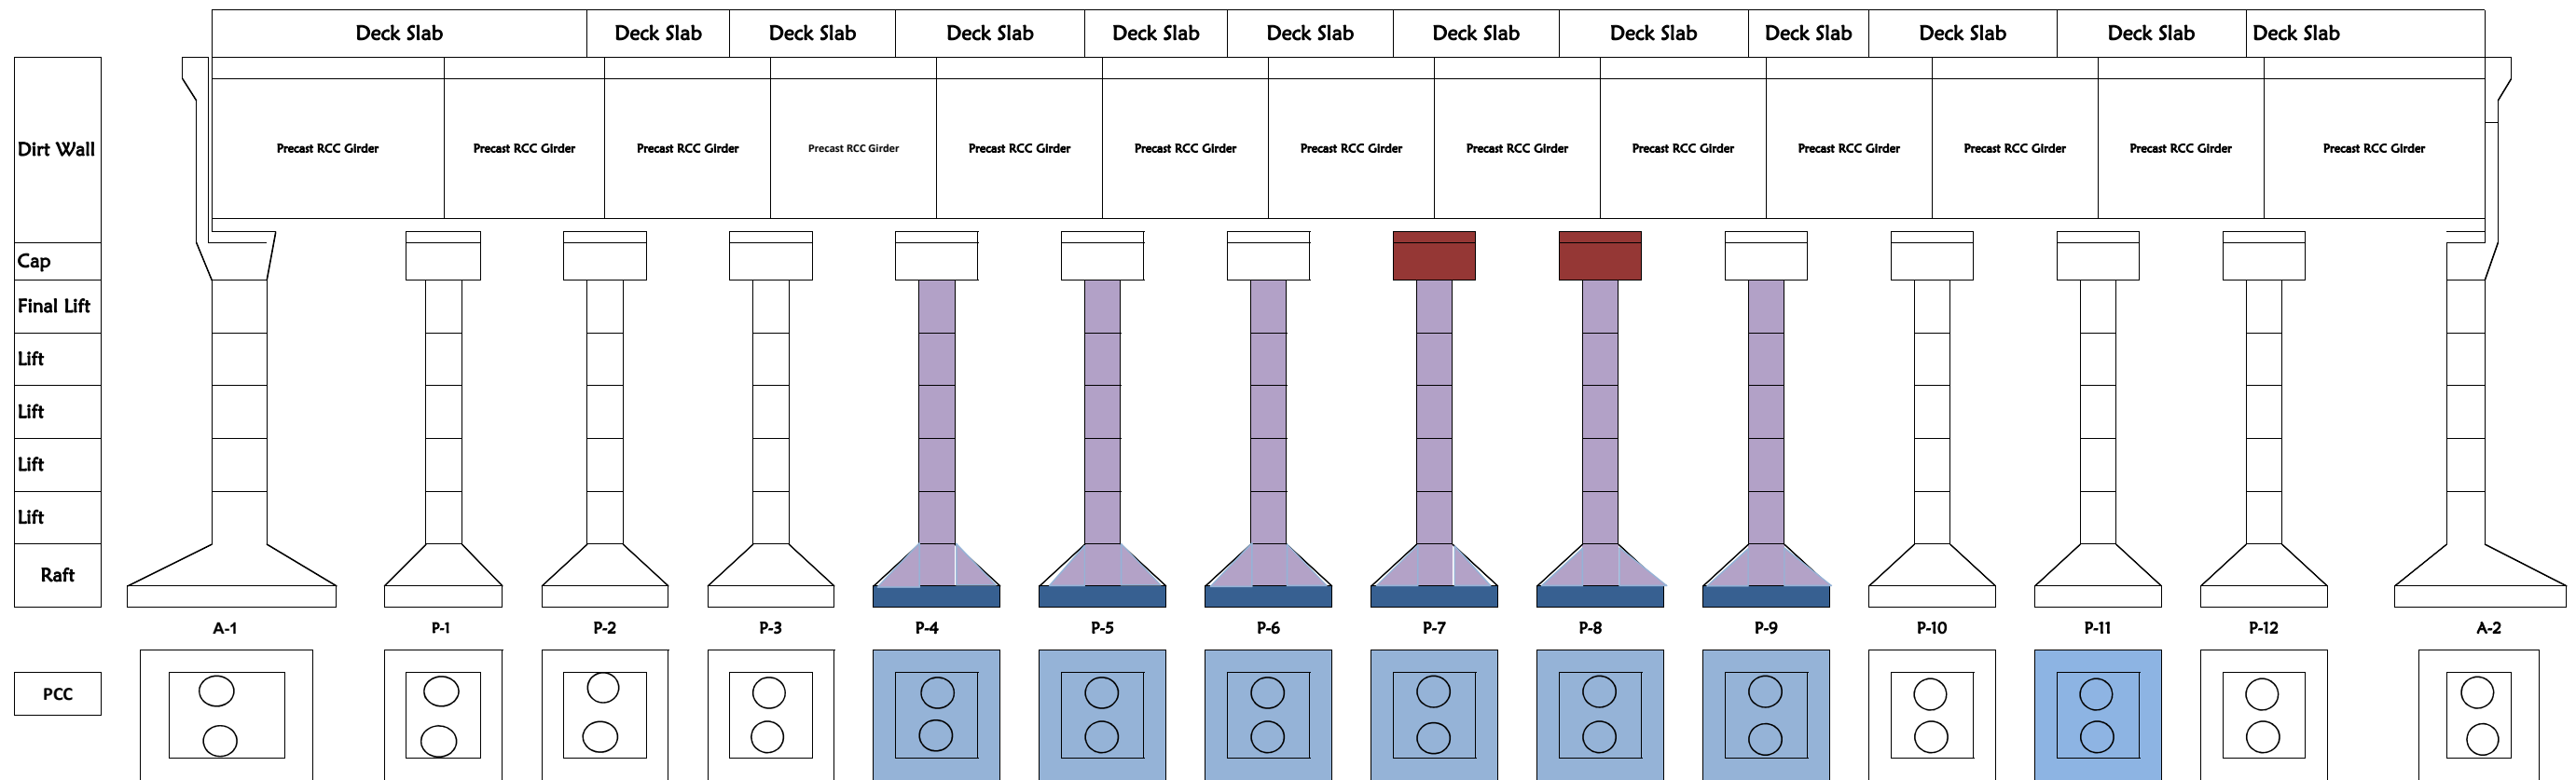 Deck Slab Deck Slab Deck Slab Deck Slab Deck Slab Deck Slab Deck Slab Deck Slab Deck Slab Deck Slab Deck Slab Deck Slab
Dirt Wall Precast RCC Girder Precast RCC Girder Precast RCC Girder Precast RCC Girder Precast RCC Girder Precast RCC Girder Precast RCC Girder Precast RCC Girder Precast RCC Girder Precast RCC Girder Precast RCC Girder Precast RCC Girder Precast RCC Girder
Cap
Final Lift
Lift
Lift
Lift
Lift
Raft
A-1 P-1 P-2 P-3 P-4 P-5 P-6 P-7 P-8 P-9 P-10 P-11 P-12 A-2
PCC